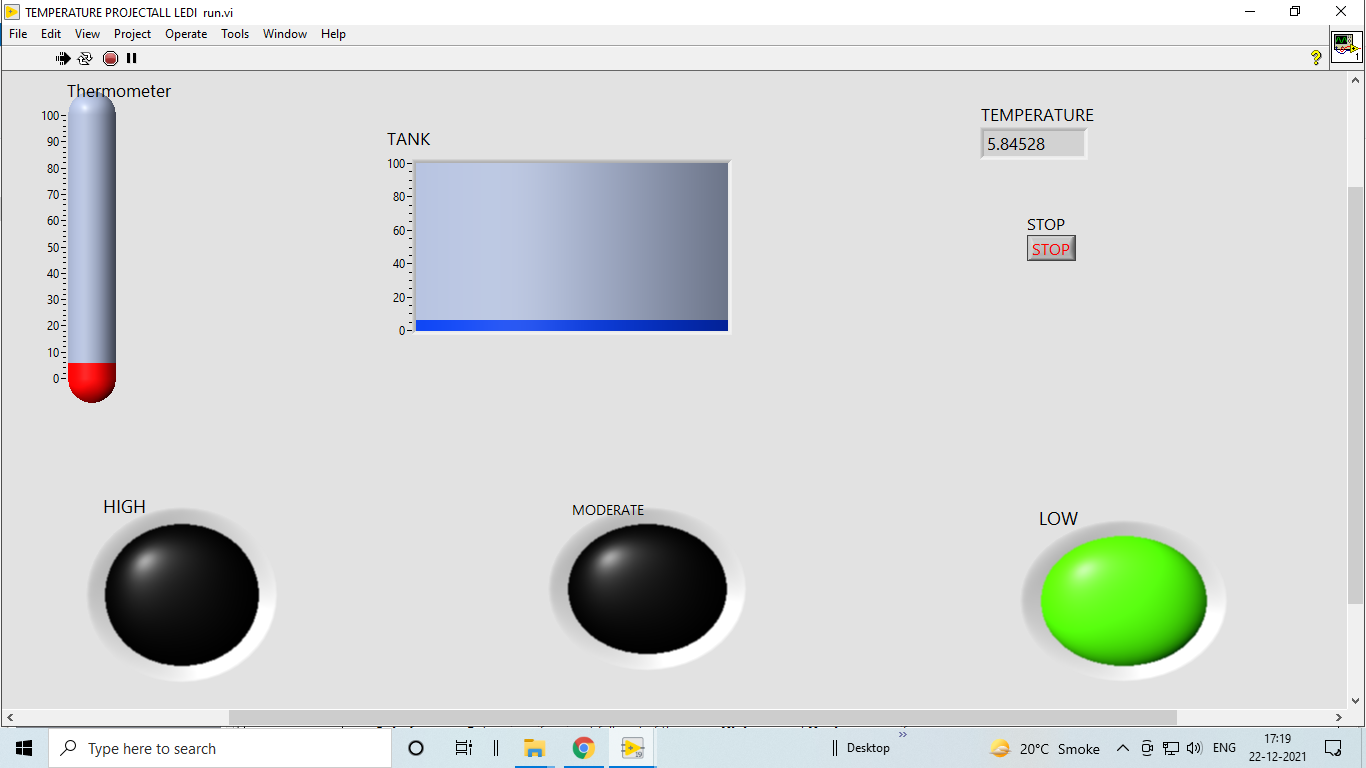 TEMPERATURE PROJECTALL LEDI  run.vi
File Edit View Project Operate Tools Window Help
1
Thermometer
100
90
80
70
60
50
40
30
20
10
0
TANK
100
80
60
40
20
0
TEMPERATURE
5.84528
STOP
STOP
HIGH
MODERATE
LOW
Type here to search
Desktop
20°C Smoke
ENG
17:19
22-12-2021